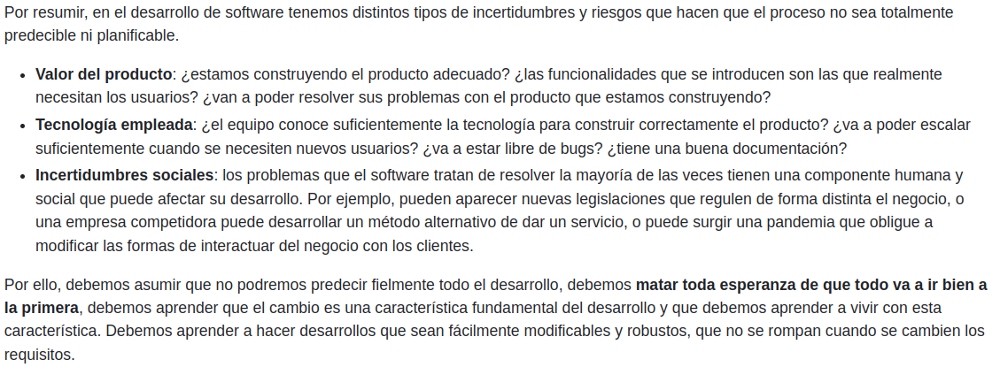 Por resumir, en el desarrollo de software tenemos distintos tipos de incertidumbres y riesgos que hacen que el proceso no sea totalmente
predecible ni planificable.
Valor del producto: ¿estamos construyendo el producto adecuado? ¿las funcionalidades que se introducen son las que realmente
necesitan los usuarios? ¿van a poder resolver sus problemas con el producto que estamos construyendo?
Tecnología empleada: ¿el equipo conoce suficientemente la tecnología para construir correctamente el producto? ¿va a poder escalar
suficientemente cuando se necesiten nuevos usuarios? ¿va a estar libre de bugs? ¿tiene una buena documentación?
Incertidumbres sociales: los problemas que el software tratan de resolver la mayoría de las veces tienen una componente humana y
social que puede afectar su desarrollo. Por ejemplo, pueden aparecer nuevas legislaciones que regulen de forma distinta el negocio, o
una empresa competidora puede desarrollar un método alternativo de dar un servicio, o puede surgir una pandemia que obligue a
modificar las formas de interactuar del negocio con los clientes.
Por ello, debemos asumir que no podremos predecir fielmente todo el desarrollo, debemos matar toda esperanza de que todo va a ir bien a
la primera, debemos aprender que el cambio es una característica fundamental del desarrollo y que debemos aprender a vivir con esta
característica. Debemos aprender a hacer desarrollos que sean fácilmente modificables y robustos, que no se rompan cuando se cambien los
requisitos.